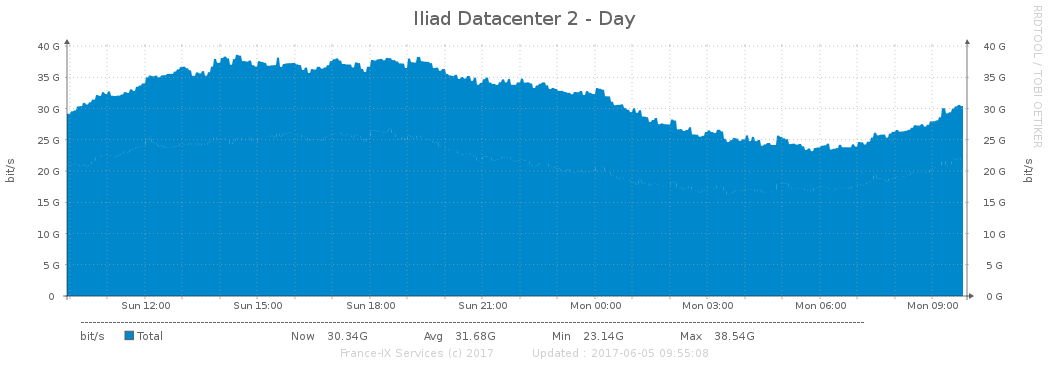 Iliad Datacenter 2 - Day
RRDTOOL / TOBI OETIKER
bit/s
40 G 40 G
35 G 35 G
30 G 30 G
25 G 25 G
20 G 20 G
15 G 15 G
10 G 10 G
5 G 5 G
0 0 G
bit/s
Sun 12:00 Sun 15:00 Sun 18:00 Sun 21:00 Mon 00:00 Mon 03:00 Mon 06:00 Mon 09:00
bit/s Total Now 30.34G Avg 31.68G Min 23.14G Max 38.54G
France-IX Services (c) 2017 Updated : 2017-06-05 09:55:08